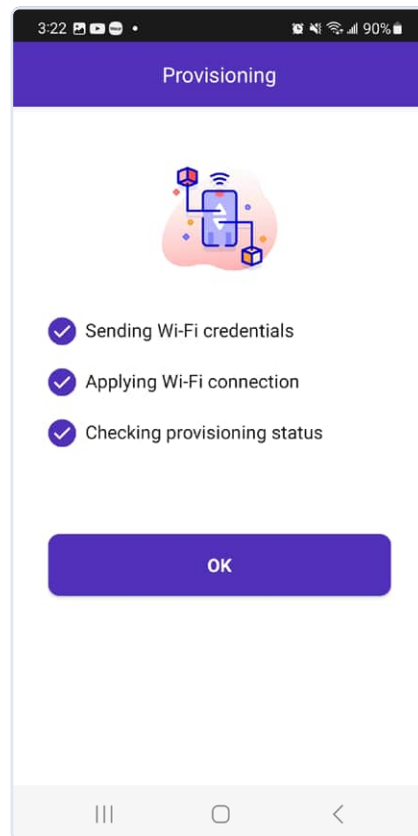 3:22 90%
Provisioning
Sending Wi-Fi credentials
Applying Wi-Fi connection
Checking provisioning status
OK